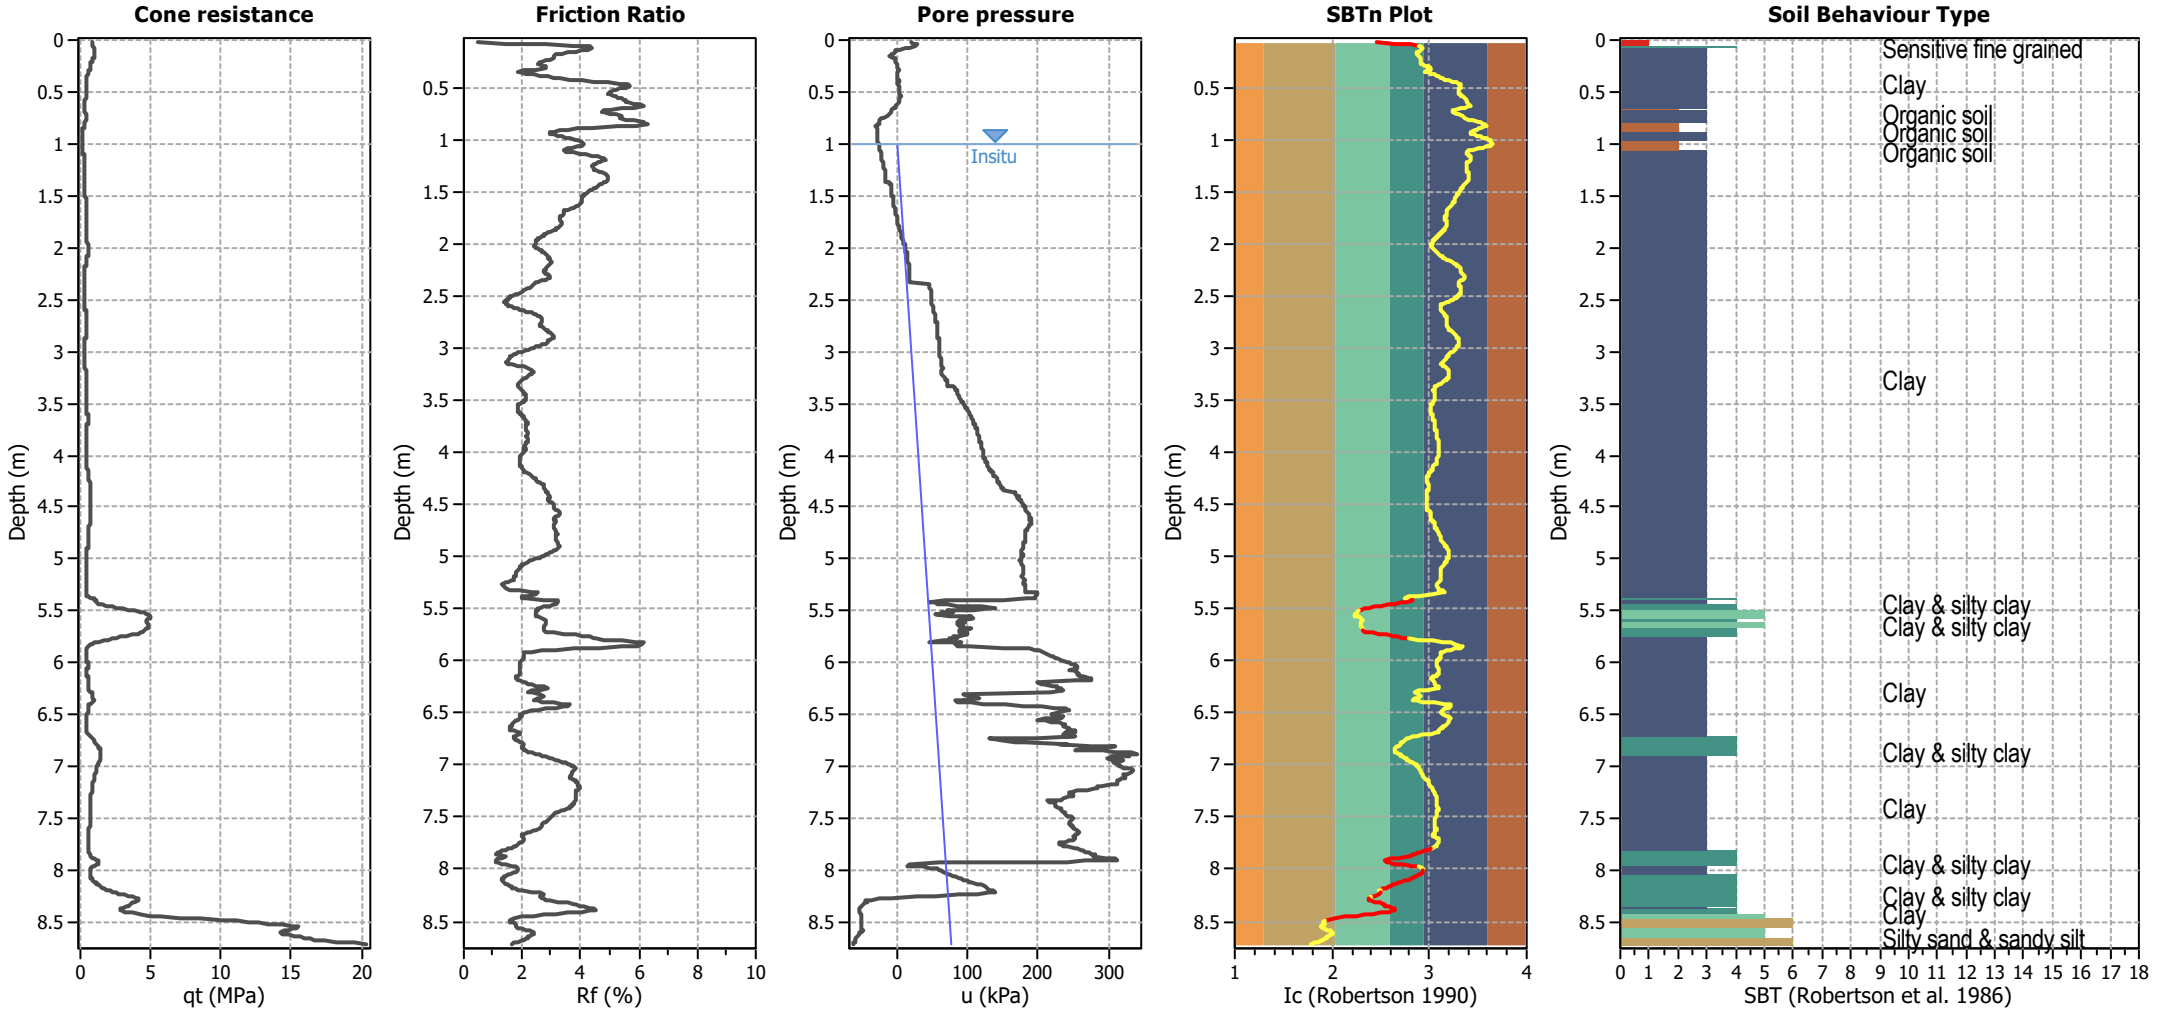 Cone resistance
0
0.5
1
1.5
2
2.5
3
3.5
4
4.5
5
5.5
6
6.5
7
7.5
8
8.5
Depth (m)
0 5 10 15 20
qt (MPa)
Friction Ratio
0.5
1
1.5
2
2.5
3
3.5
4
4.5
5
5.5
6
6.5
7
7.5
8
8.5
Depth (m)
0 2 4 6 8 10
Rf (%)
Pore pressure
0
0.5
1
1.5
2
2.5
3
3.5
4
4.5
5
5.5
6
6.5
7
7.5
8
8.5
Depth (m)
Insitu
0 100 200 300
u (kPa)
SBTn Plot
0.5
1
1.5
2
2.5
3
3.5
4
4.5
5
5.5
6
6.5
7
7.5
8
8.5
Depth (m)
1 2 3 4
Ic (Robertson 1990)
Soil Behaviour Type
0
0.5
1
1.5
2
2.5
3
3.5
4
4.5
5
5.5
6
6.5
7
7.5
8
8.5
Depth (m)
Sensitive fine grained
Clay
Organic soil
Organic soil
Organic soil
Clay
Clay & silty clay
Clay & silty clay
Clay
Clay & silty clay
Clay
Clay & silty clay
Clay & silty clay
Clay
Silty sand & sandy silt
0 1 2 3 4 5 6 7 8 9 10 11 12 13 14 15 16 17 18
SBT (Robertson et al. 1986)